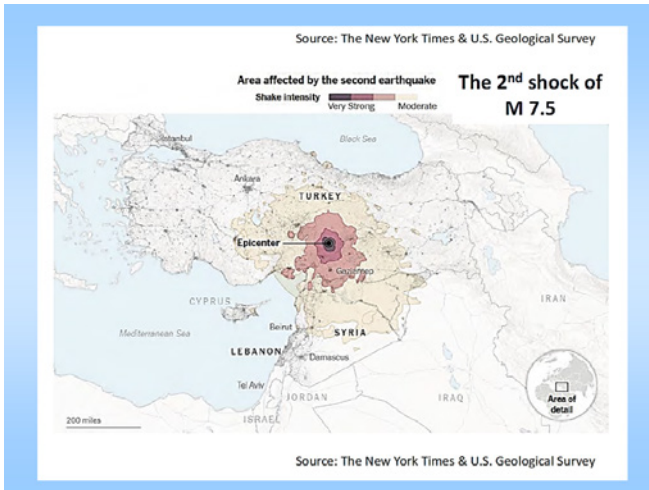 Source: The New York Times & U.S. Geological Survey
Area affected by the second earthquake
Shake intensity
Very Strong
Moderate
The 2nd shock of
M 7.5
Istanbul
Black Sea
Ankara
TURKEY
Epicenter
Gaziantep
CYPRUS
IRAN
Mediterranean Sea
Beirut
SYRIA
LEBANON
Damascus
Tel Aviv
JORDAN
IRAQ
Area of
detail
ISRAEL
200 miles
Source: The New York Times & U.S. Geological Survey